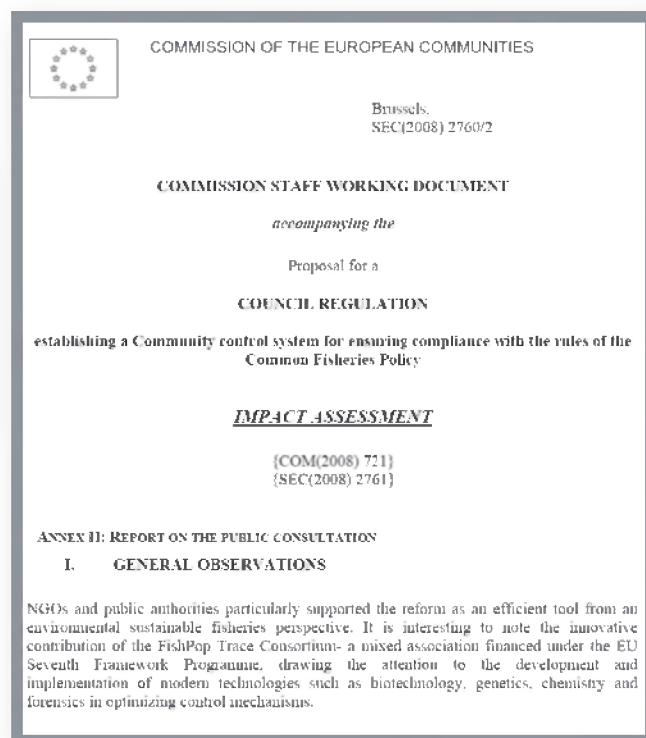 COMMISSION OF THE EUROPEAN COMMUNITIES
Brussels,
SEC(2008) 2760/2
COMMISSION STAFF WORKING DOCUMENT
accompanying the
Proposal for a
COUNCIL REGULATION
establishing a Community control system for ensuring compliance with the rules of the
Common Fisheries Policy
IMPACT ASSESSMENT
{COM(2008) 721}
{SEC(2008) 2761}
ANNEX II: REPORT ON THE PUBLIC CONSULTATION
I. GENERAL OBSERVATIONS
NGOs and public authorities particularly supported the reform as an efficient tool from an
environmental sustainable fisheries perspective. It is interesting to note the innovative
contribution of the FishPop Trace Consortium- a mixed association financed under the EU
Seventh Framework Programme, drawing the attention to the development and
implementation of modern technologies such as biotechnology, genetics, chemistry and
forensics in optimizing control mechanisms.